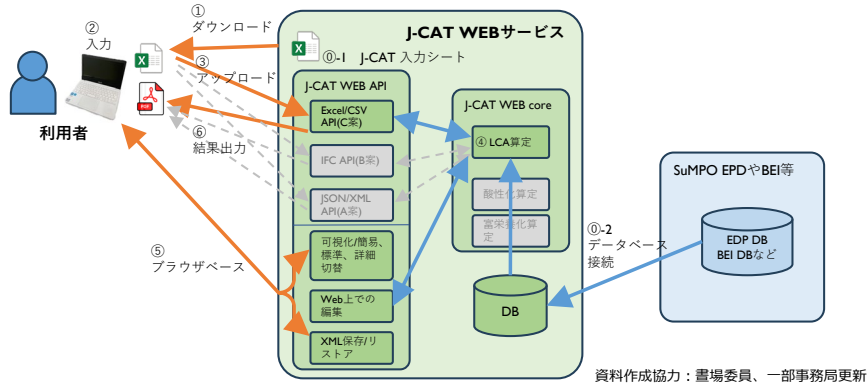 ①
ダウンロード
②
入力
③
アップロード
利用者
⑥
結果出力
⑤
ブラウザベース
J-CAT WEBサービス
⓪-1 J-CAT 入力シート
J-CAT WEB API
Excel/CSV
API(C案)
IFC API(B案)
JSON/XML
API(A案)
可視化/簡易、
標準、詳細
切替
Web上での
編集
XML保存/リ
ストア
J-CAT WEB core
④ LCA算定
酸性化算定
富栄養化算
定
DB
⓪-2
データベース
接続
SuMPO EPDやBEI等
EDP DB
BEI DBなど
資料作成協力：晝場委員、一部事務局更新